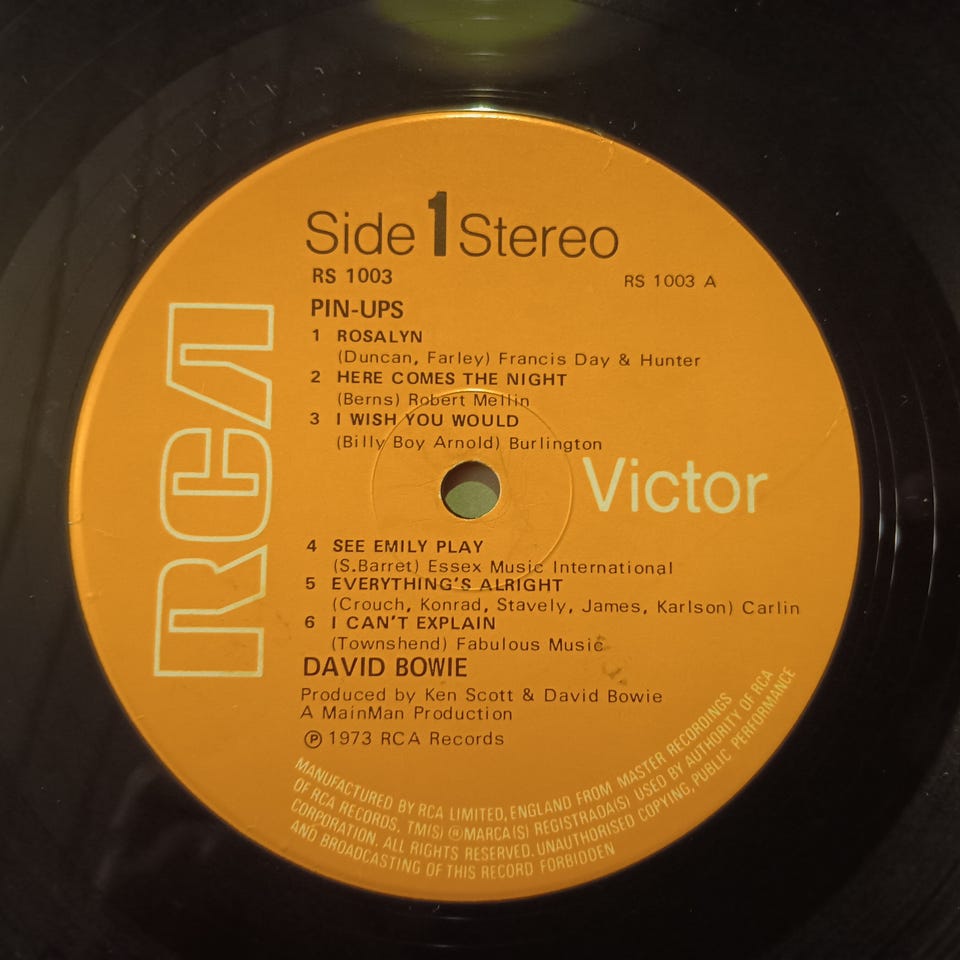 Side 1 Stereo
RS 1003
RS 1003 A
PIN-UPS
1 ROSALYN
(Duncan, Farley) Francis Day & Hunter
2 HERE COMES THE NIGHT
(Berns) Robert Mellin
3 I WISH YOU WOULD
(Billy Boy Arnold) Burlington
RCA
Victor
4 SEE EMILY PLAY
(S.Barret) Essex Music International
5 EVERYTHING'S ALRIGHT
(Crouch, Konrad, Stavely, James, Karlson) Carlin
6 I CAN'T EXPLAIN
(Townshend) Fabulous Music
DAVID BOWIE
Produced by Ken Scott & David Bowie
A MainMan Production
Ⓟ 1973 RCA Records
MANUFACTURED BY RCA LIMITED, ENGLAND FROM MASTER RECORDINGS
OF RCA RECORDS. TM(S) ® MARCA(S) REGISTRADA(S) USED BY AUTHORITY OF RCA
CORPORATION. ALL RIGHTS RESERVED. UNAUTHORISED COPYING, PUBLIC PERFORMANCE
AND BROADCASTING OF THIS RECORD FORBIDDEN